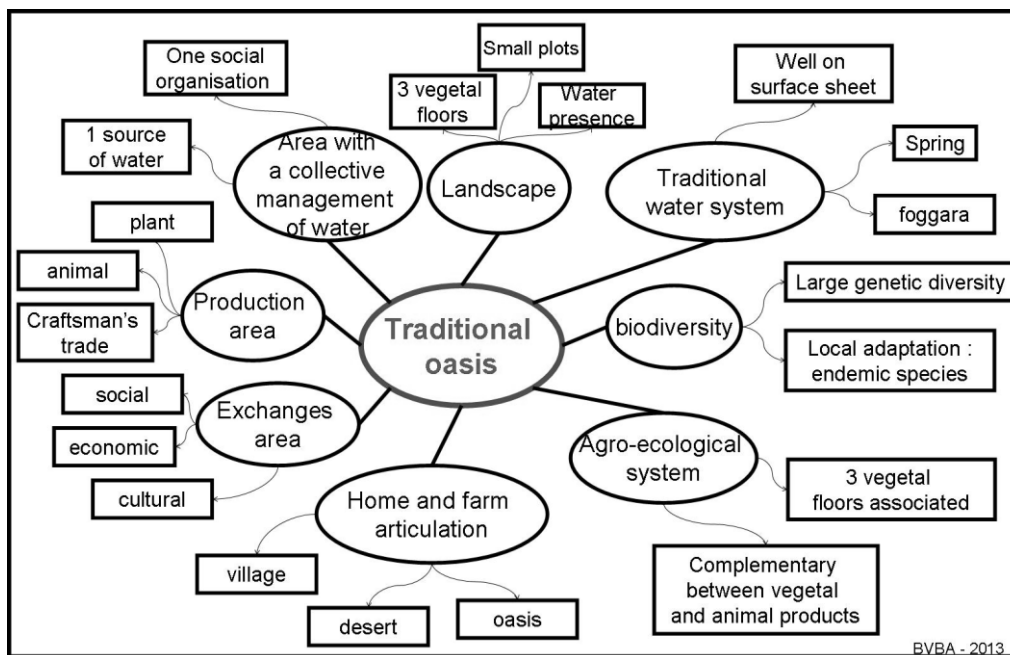 One social
organisation
1 source
of water
Area with
a collective
management
of water
Small plots
3 vegetal
floors
Water
presence
Landscape
Well on
surface sheet
Spring
foggara
Traditional
water system
plant
animal
Craftsman's
trade
Production
area
Traditional
oasis
biodiversity
Large genetic diversity
Local adaptation :
endemic species
social
economic
cultural
Exchanges
area
Agro-ecological
system
3 vegetal
floors associated
Complementary
between vegetal
and animal products
Home and farm
articulation
village
desert
oasis
BVBA - 2013